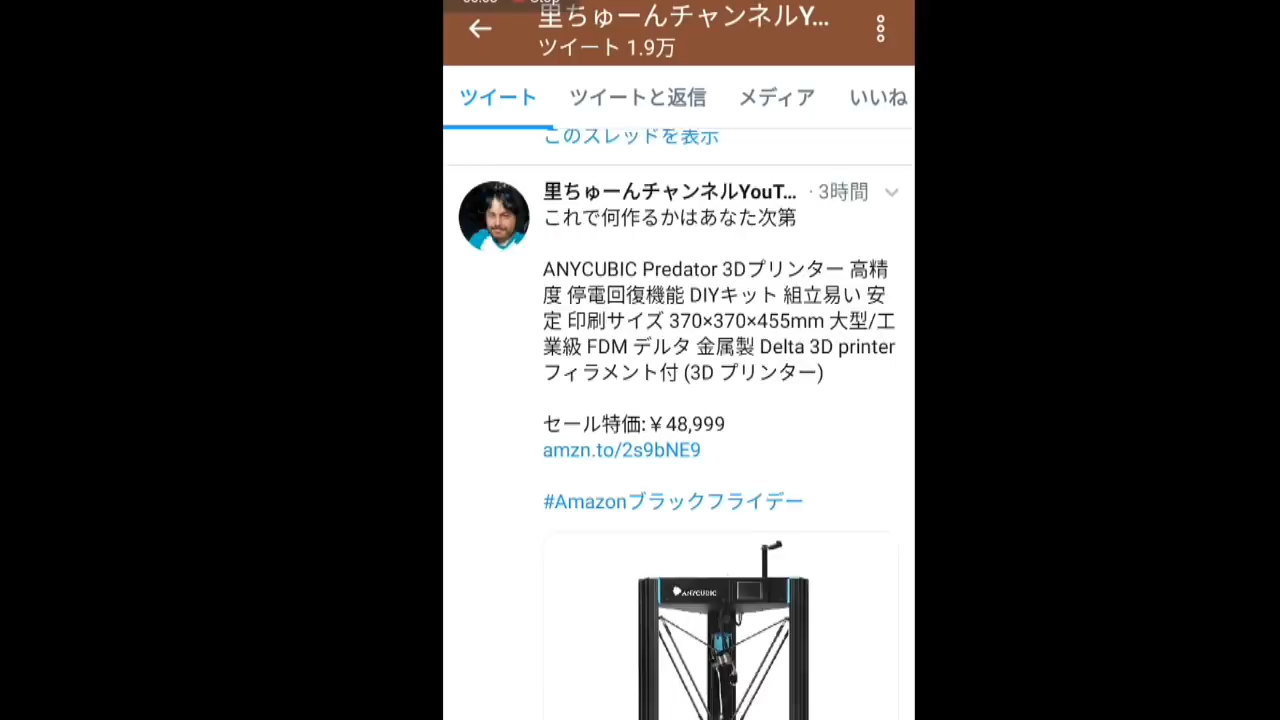 Stop
里ちゅーんチャンネルY...
ツイート 1.9万
ツイート ツイートと返信 メディア いいね
このスレッドを表示
里ちゅーんチャンネルYouT... · 3時間
これで何作るかはあなた次第
ANYCUBIC Predator 3Dプリンター 高精
度 停電回復機能 DIYキット 組立易い 安
定 印刷サイズ 370×370×455mm 大型/工
業級 FDM デルタ 金属製 Delta 3D printer
フィラメント付 (3D プリンター)
セール特価:￥48,999
amzn.to/2s9bNE9
#Amazonブラックフライデー
ANYCUBIC